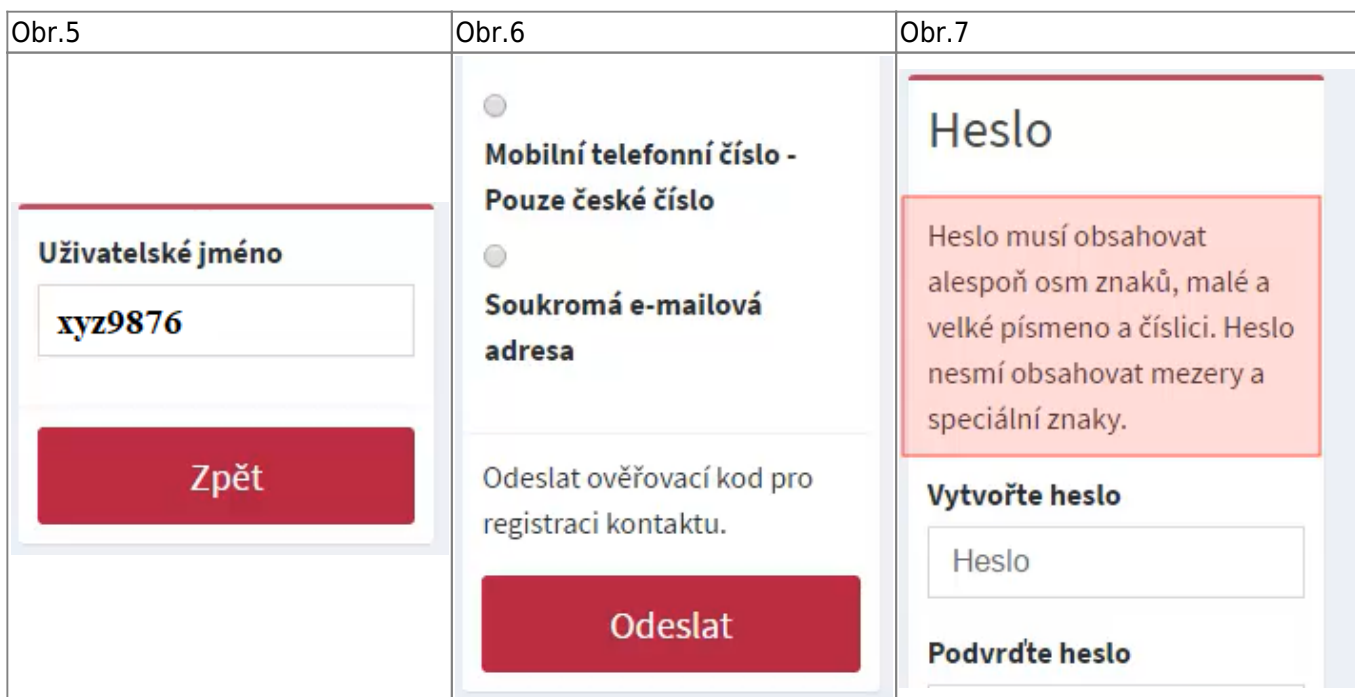 Obr.5
Obr.6
Obr.7
Uživatelské jméno
xyz9876
Zpět
Mobilní telefonní číslo -
Pouze české číslo
Soukromá e-mailová
adresa
Odeslat ověřovací kod pro
registraci kontaktu.
Odeslat
Heslo
Heslo musí obsahovat
alespoň osm znaků, malé a
velké písmeno a číslici. Heslo
nesmí obsahovat mezery a
speciální znaky.
Vytvořte heslo
Heslo
Podvrďte heslo